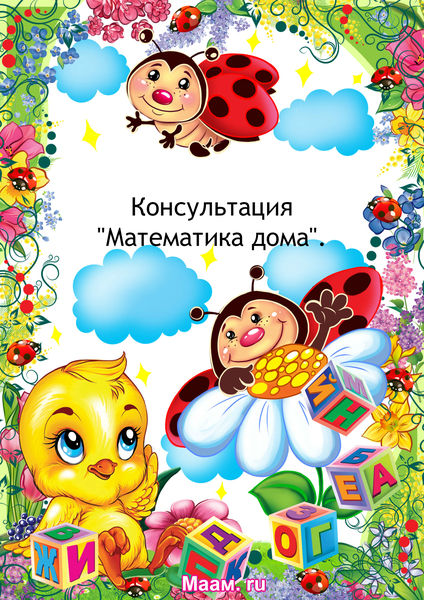 Консультация
"Математика дома".
М
Й Н
Б
Е А
В
Ж И
Д
П К
З
О Г
Маам.ru